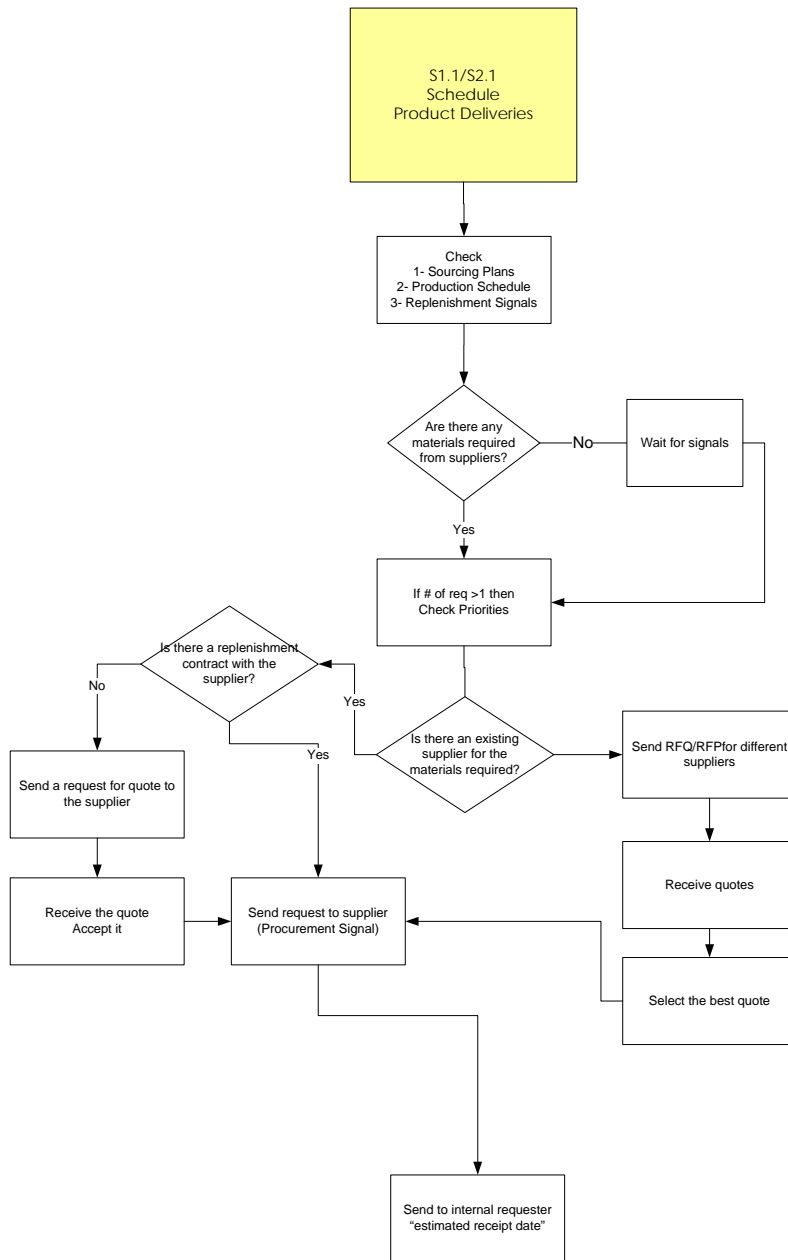 S1.1/S2.1
Schedule
Product Deliveries
Check
1- Sourcing Plans
2- Production Schedule
3- Replenishment Signals
Are there any
materials required
from suppliers?
No
Wait for signals
Yes
If # of req >1 then
Check Priorities
Is there a replenishment
contract with the
supplier?
No
Yes
Yes
Is there an existing
supplier for the
materials required?
Send RFQ/RFPfor different
suppliers
Send a request for quote to
the supplier
Receive quotes
Receive the quote
Accept it
Send request to supplier
(Procurement Signal)
Select the best quote
Send to internal requester
“estimated receipt date”